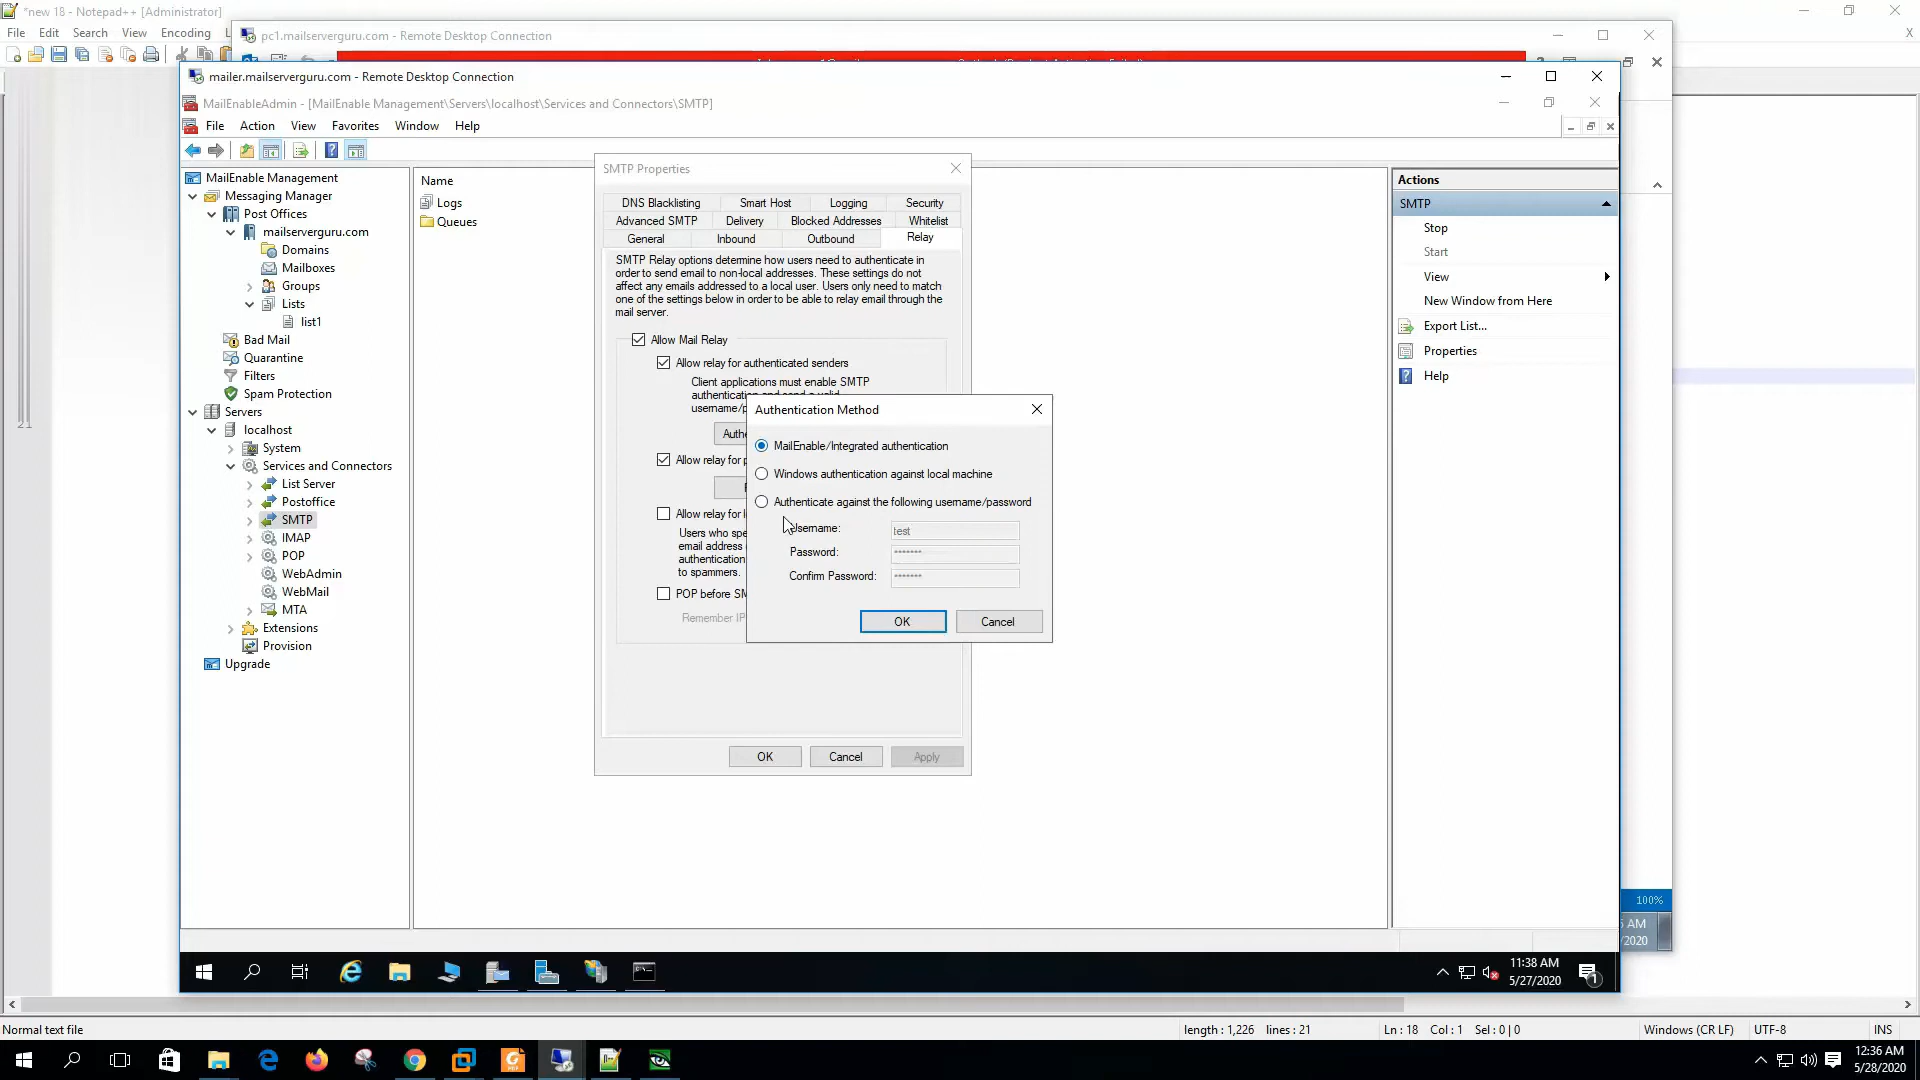 *new 18 - Notepad++ [Administrator]
File Edit Search View Encoding
pc1.mailserverguru.com - Remote Desktop Connection
mailer.mailserverguru.com - Remote Desktop Connection
MailEnableAdmin - [MailEnable Management\Servers\localhost\Services and Connectors\SMTP]
File Action View Favorites Window Help
MailEnable Management
Messaging Manager
Post Offices
mailserverguru.com
Domains
Mailboxes
Groups
Lists
list1
Bad Mail
Quarantine
Filters
Spam Protection
Servers
localhost
System
Services and Connectors
List Server
Postoffice
SMTP
IMAP
POP
WebAdmin
WebMail
MTA
Extensions
Provision
Upgrade
Name
Logs
Queues
SMTP Properties
DNS Blacklisting Smart Host Logging Security
Advanced SMTP Delivery Blocked Addresses Whitelist
General Inbound Outbound Relay
SMTP Relay options determine how users need to authenticate in
order to send email to non-local addresses. These settings do not
affect any emails addressed to a local user. Users only need to match
one of the settings below in order to be able to relay email through the
mail server.
Allow Mail Relay
Allow relay for authenticated senders
Client applications must enable SMTP
Allow relay for
Allow relay for
Users who
email address
authentication
to spammers.
POP before
Remember IP
OK Cancel Apply
Authentication Method
MailEnable/Integrated authentication
Windows authentication against local machine
Authenticate against the following username/password
Username: test
Password: *******
Confirm Password: *******
OK Cancel
Actions
SMTP
Stop
Start
View
New Window from Here
Export List...
Properties
Help
100%
AM
/2020
11:38 AM
5/27/2020
1
21
Normal text file length : 1,226 lines : 21 Ln : 18 Col : 1 Sel : 0 | 0 Windows (CR LF) UTF-8 INS
12:36 AM
5/28/2020